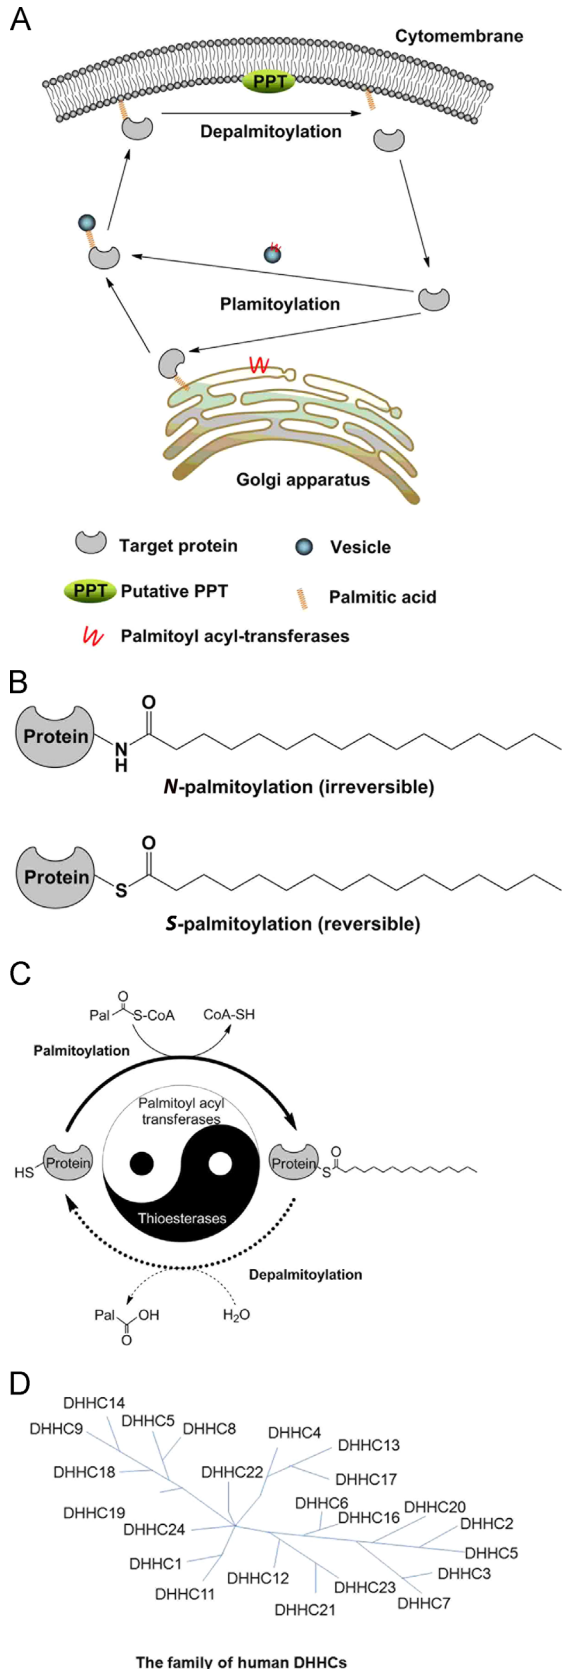 A
Cytomembrane
PPT
Depalmitoylation
Plamitoylation
Golgi apparatus
Target protein
Vesicle
PPT Putative PPT
Palmitic acid
Palmitoyl acyl-transferases
B
Protein
O
N
H
N-palmitoylation (irreversible)
Protein
O
S
S-palmitoylation (reversible)
C
O
Pal S-CoA
CoA-SH
Palmitoylation
Palmitoyl acyl
transferases
HS Protein
Protein S O
Thioesterases
Depalmitoylation
Pal OH
O
H2O
D
DHHC14
DHHC9
DHHC5
DHHC8
DHHC4
DHHC13
DHHC18
DHHC22
DHHC17
DHHC19
DHHC6
DHHC16
DHHC20
DHHC24
DHHC2
DHHC5
DHHC1
DHHC12
DHHC3
DHHC11
DHHC23
DHHC21
DHHC7
The family of human DHHCs